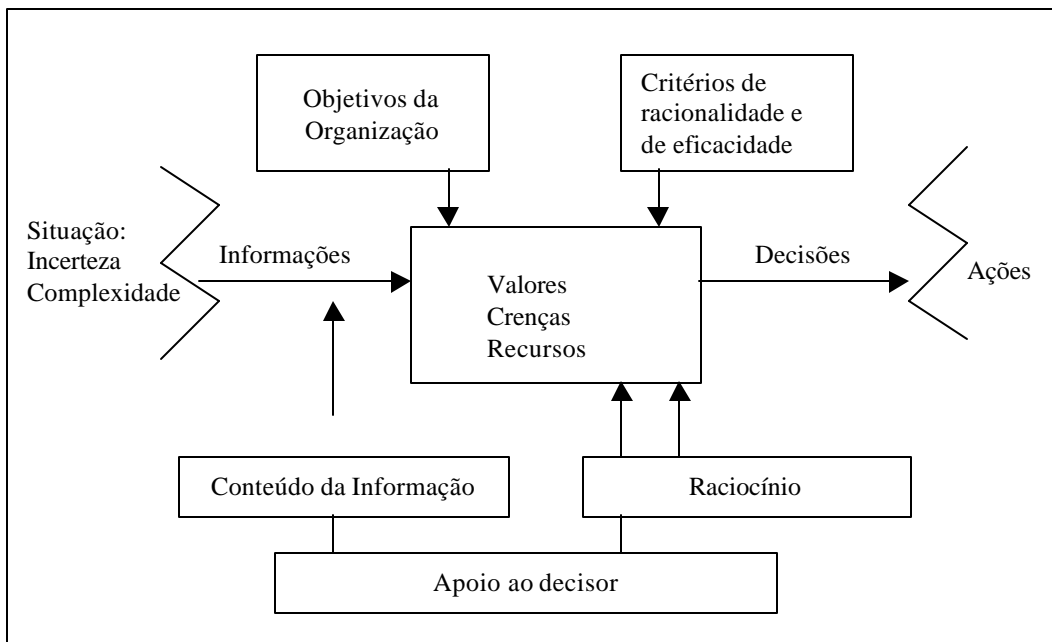 Objetivos da
Organização
Critérios de
racionalidade e
de eficacidade
Situação:
Incerteza
Complexidade
Informações
Valores
Crenças
Recursos
Decisões
Ações
Conteúdo da Informação
Raciocínio
Apoio ao decisor